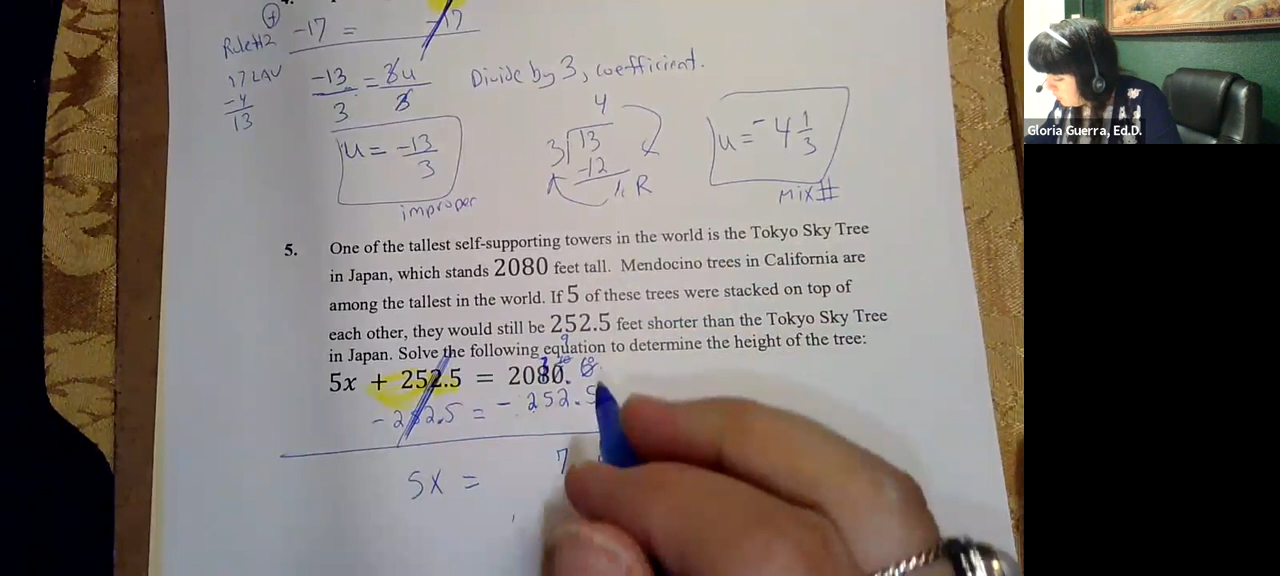 -17 = -17
Rule#2
17 LAV
-4
13
-13 = 3u
3 3
Divide by 3, coefficient.
u = -13
3
improper
4
3 13
-12
1 R
u = -4 1
3
Mix #
Gloria Guerra, Ed.D.
5. One of the tallest self-supporting towers in the world is the Tokyo Sky Tree
in Japan, which stands 2080 feet tall. Mendocino trees in California are
among the tallest in the world. If 5 of these trees were stacked on top of
each other, they would still be 252.5 feet shorter than the Tokyo Sky Tree
in Japan. Solve the following equation to determine the height of the tree:
5x + 252.5 = 2080.
-252.5 = - 252.5
5X = 7